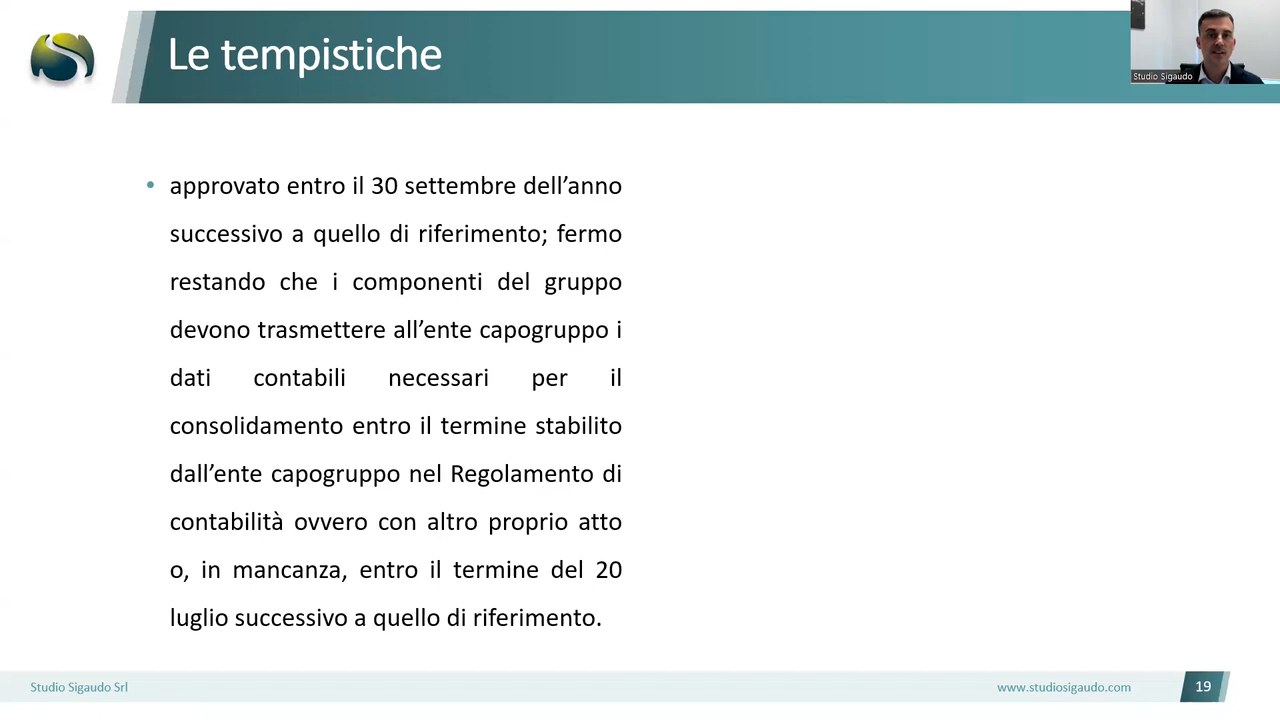 Le tempistiche
Studio Sigaudo
• approvato entro il 30 settembre dell’anno
successivo a quello di riferimento; fermo
restando che i componenti del gruppo
devono trasmettere all’ente capogruppo i
dati contabili necessari per il
consolidamento entro il termine stabilito
dall’ente capogruppo nel Regolamento di
contabilità ovvero con altro proprio atto
o, in mancanza, entro il termine del 20
luglio successivo a quello di riferimento.
Studio Sigaudo Srl
www.studiosigaudo.com
19